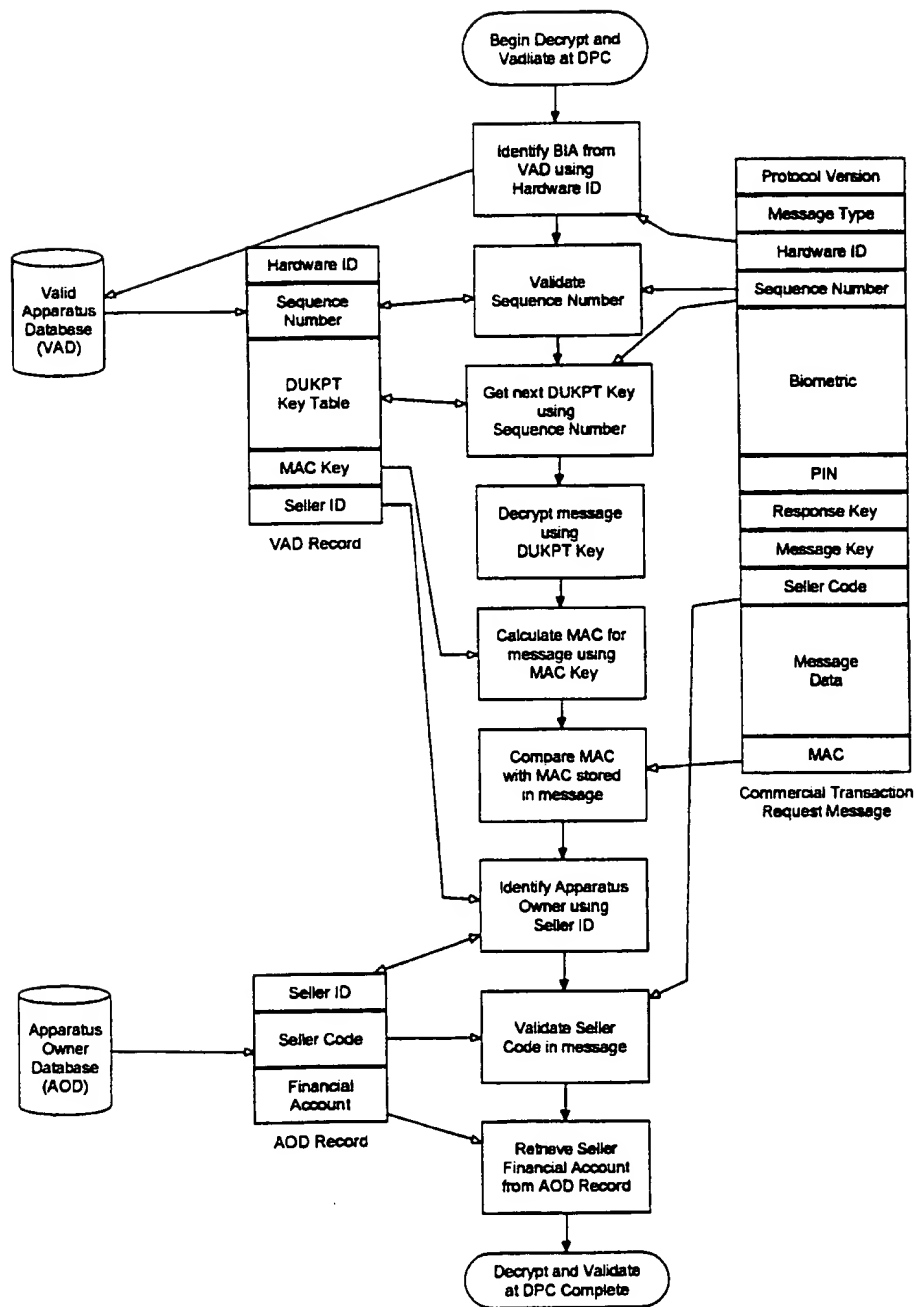 Begin Decrypt and
Vadliate at DPC
Identify BIA from
VAD using
Hardware ID
Validate
Sequence Number
Get next DUKPT Key
using
Sequence Number
Decrypt message
using
DUKPT Key
Calculate MAC for
message using
MAC Key
Compare MAC
with MAC stored
in message
Identify Apparatus
Owner using
Seller ID
Validate Seller
Code in message
Retrieve Seller
Financial Account
from AOD Record
Decrypt and Validate
at DPC Complete
Valid
Apparatus
Database
(VAD)
Hardware ID
Sequence
Number
DUKPT
Key Table
MAC Key
Seller ID
VAD Record
Apparatus
Owner
Database
(AOD)
Seller ID
Seller Code
Financial
Account
AOD Record
Protocol Version
Message Type
Hardware ID
Sequence Number
Biometric
PIN
Response Key
Message Key
Seller Code
Message
Data
MAC
Commercial Transaction
Request Message